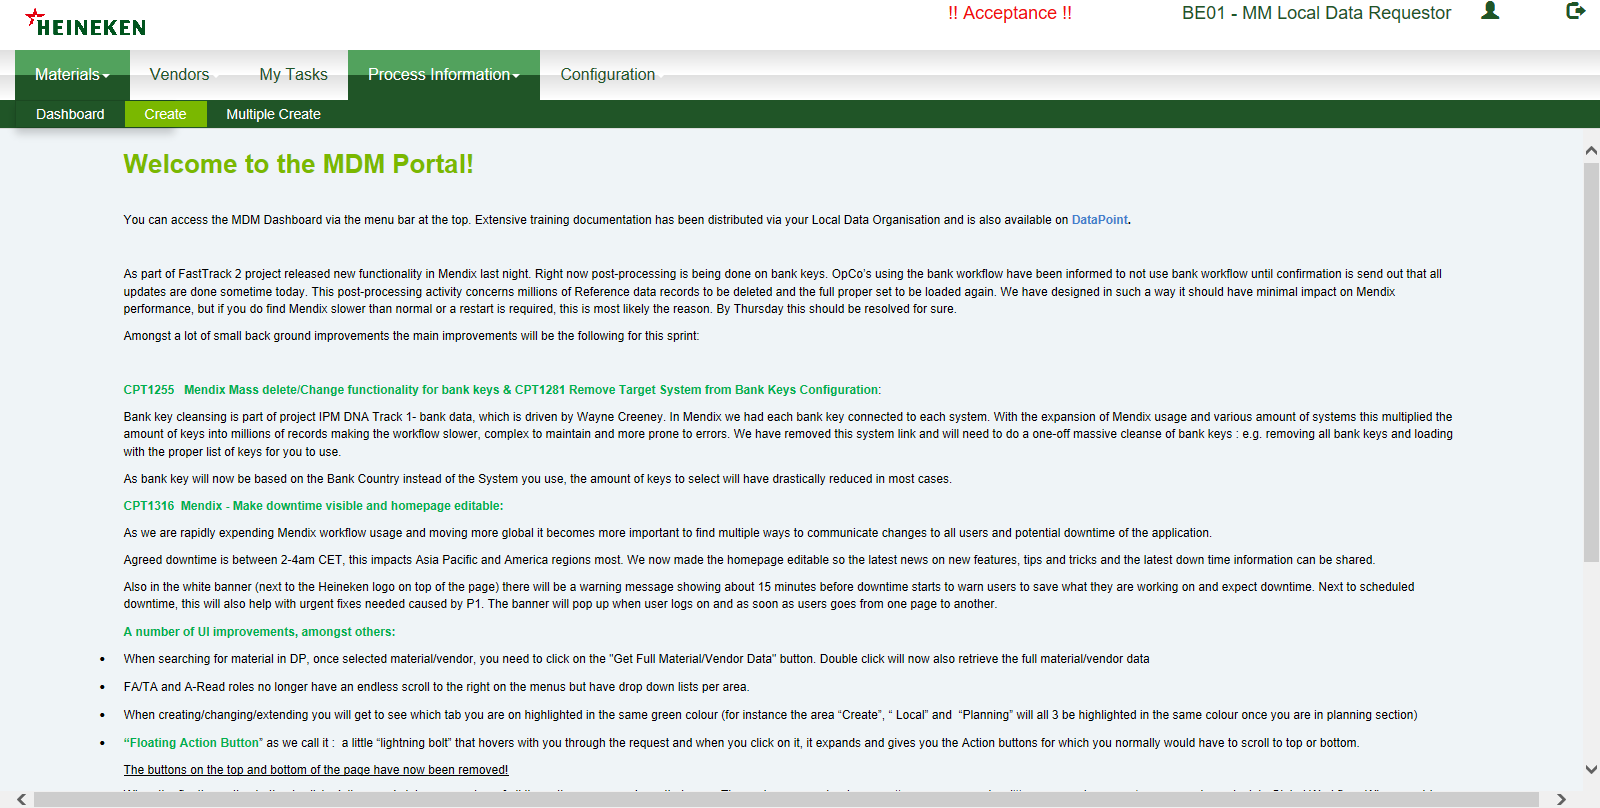 HEINEKEN
!! Acceptance !!
BE01 - MM Local Data Requestor
Materials
Vendors
My Tasks
Process Information
Configuration
Dashboard
Create
Multiple Create
Welcome to the MDM Portal!
You can access the MDM Dashboard via the menu bar at the top. Extensive training documentation has been distributed via your Local Data Organisation and is also available on DataPoint.
As part of FastTrack 2 project released new functionality in Mendix last night. Right now post-processing is being done on bank keys. OpCo's using the bank workflow have been informed to not use bank workflow until confirmation is send out that all
updates are done sometime today. This post-processing activity concerns millions of Reference data records to be deleted and the full proper set to be loaded again. We have designed in such a way it should have minimal impact on Mendix
performance, but if you do find Mendix slower than normal or a restart is required, this is most likely the reason. By Thursday this should be resolved for sure.
Amongst a lot of small back ground improvements the main improvements will be the following for this sprint:
CPT1255 Mendix Mass delete/Change functionality for bank keys & CPT1281 Remove Target System from Bank Keys Configuration:
Bank key cleansing is part of project IPM DNA Track 1- bank data, which is driven by Wayne Creeney. In Mendix we had each bank key connected to each system. With the expansion of Mendix usage and various amount of systems this multiplied the
amount of keys into millions of records making the workflow slower, complex to maintain and more prone to errors. We have removed this system link and will need to do a one-off massive cleanse of bank keys : e.g. removing all bank keys and loading
with the proper list of keys for you to use.
As bank key will now be based on the Bank Country instead of the System you use, the amount of keys to select will have drastically reduced in most cases.
CPT1316 Mendix - Make downtime visible and homepage editable:
As we are rapidly expending Mendix workflow usage and moving more global it becomes more important to find multiple ways to communicate changes to all users and potential downtime of the application.
Agreed downtime is between 2-4am CET, this impacts Asia Pacific and America regions most. We now made the homepage editable so the latest news on new features, tips and tricks and the latest down time information can be shared.
Also in the white banner (next to the Heineken logo on top of the page) there will be a warning message showing about 15 minutes before downtime starts to warn users to save what they are working on and expect downtime. Next to scheduled
downtime, this will also help with urgent fixes needed caused by P1. The banner will pop up when user logs on and as soon as users goes from one page to another.
A number of UI improvements, amongst others:
• When searching for material in DP, once selected material/vendor, you need to click on the "Get Full Material/Vendor Data" button. Double click will now also retrieve the full material/vendor data
• FA/TA and A-Read roles no longer have an endless scroll to the right on the menus but have drop down lists per area.
• When creating/changing/extending you will get to see which tab you are on highlighted in the same green colour (for instance the area “Create”, “ Local” and “Planning” will all 3 be highlighted in the same colour once you are in planning section)
• “Floating Action Button” as we call it : a little “lightning bolt” that hovers with you through the request and when you click on it, it expands and gives you the Action buttons for which you normally would have to scroll to top or bottom.
The buttons on the top and bottom of the page have now been removed!